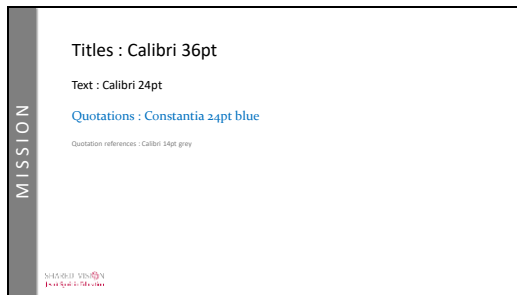 MISSION
Titles : Calibri 36pt
Text : Calibri 24pt
Quotations : Constantia 24pt blue
Quotation references : Calibri 14pt grey
SHARED VISION